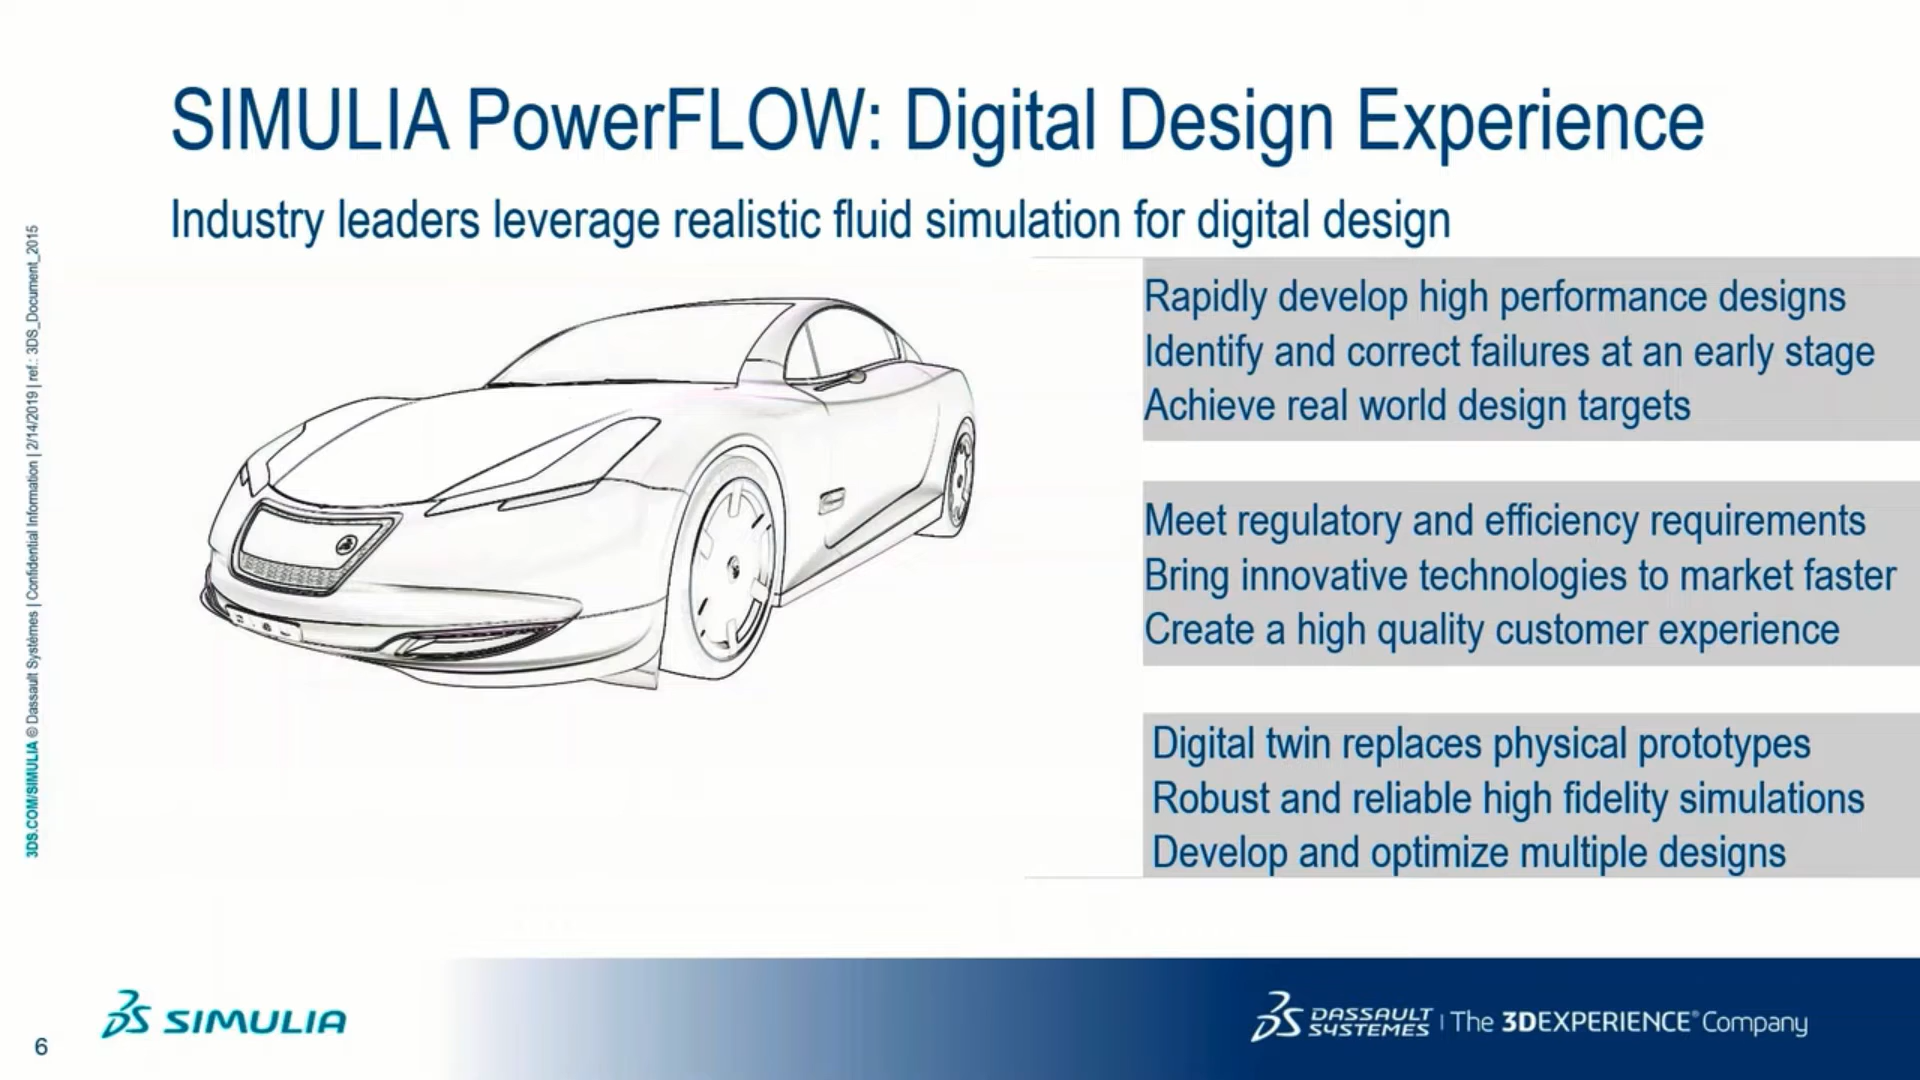 SIMULIA PowerFLOW: Digital Design Experience
Industry leaders leverage realistic fluid simulation for digital design
Rapidly develop high performance designs
Identify and correct failures at an early stage
Achieve real world design targets
Meet regulatory and efficiency requirements
Bring innovative technologies to market faster
Create a high quality customer experience
Digital twin replaces physical prototypes
Robust and reliable high fidelity simulations
Develop and optimize multiple designs
3DS.COM/SIMULIA © Dassault Systèmes | Confidential Information | 2/14/2019 | ref.: 3DS_Document_2015
6
3DS SIMULIA
3DS DASSAULT SYSTEMES | The 3DEXPERIENCE® Company